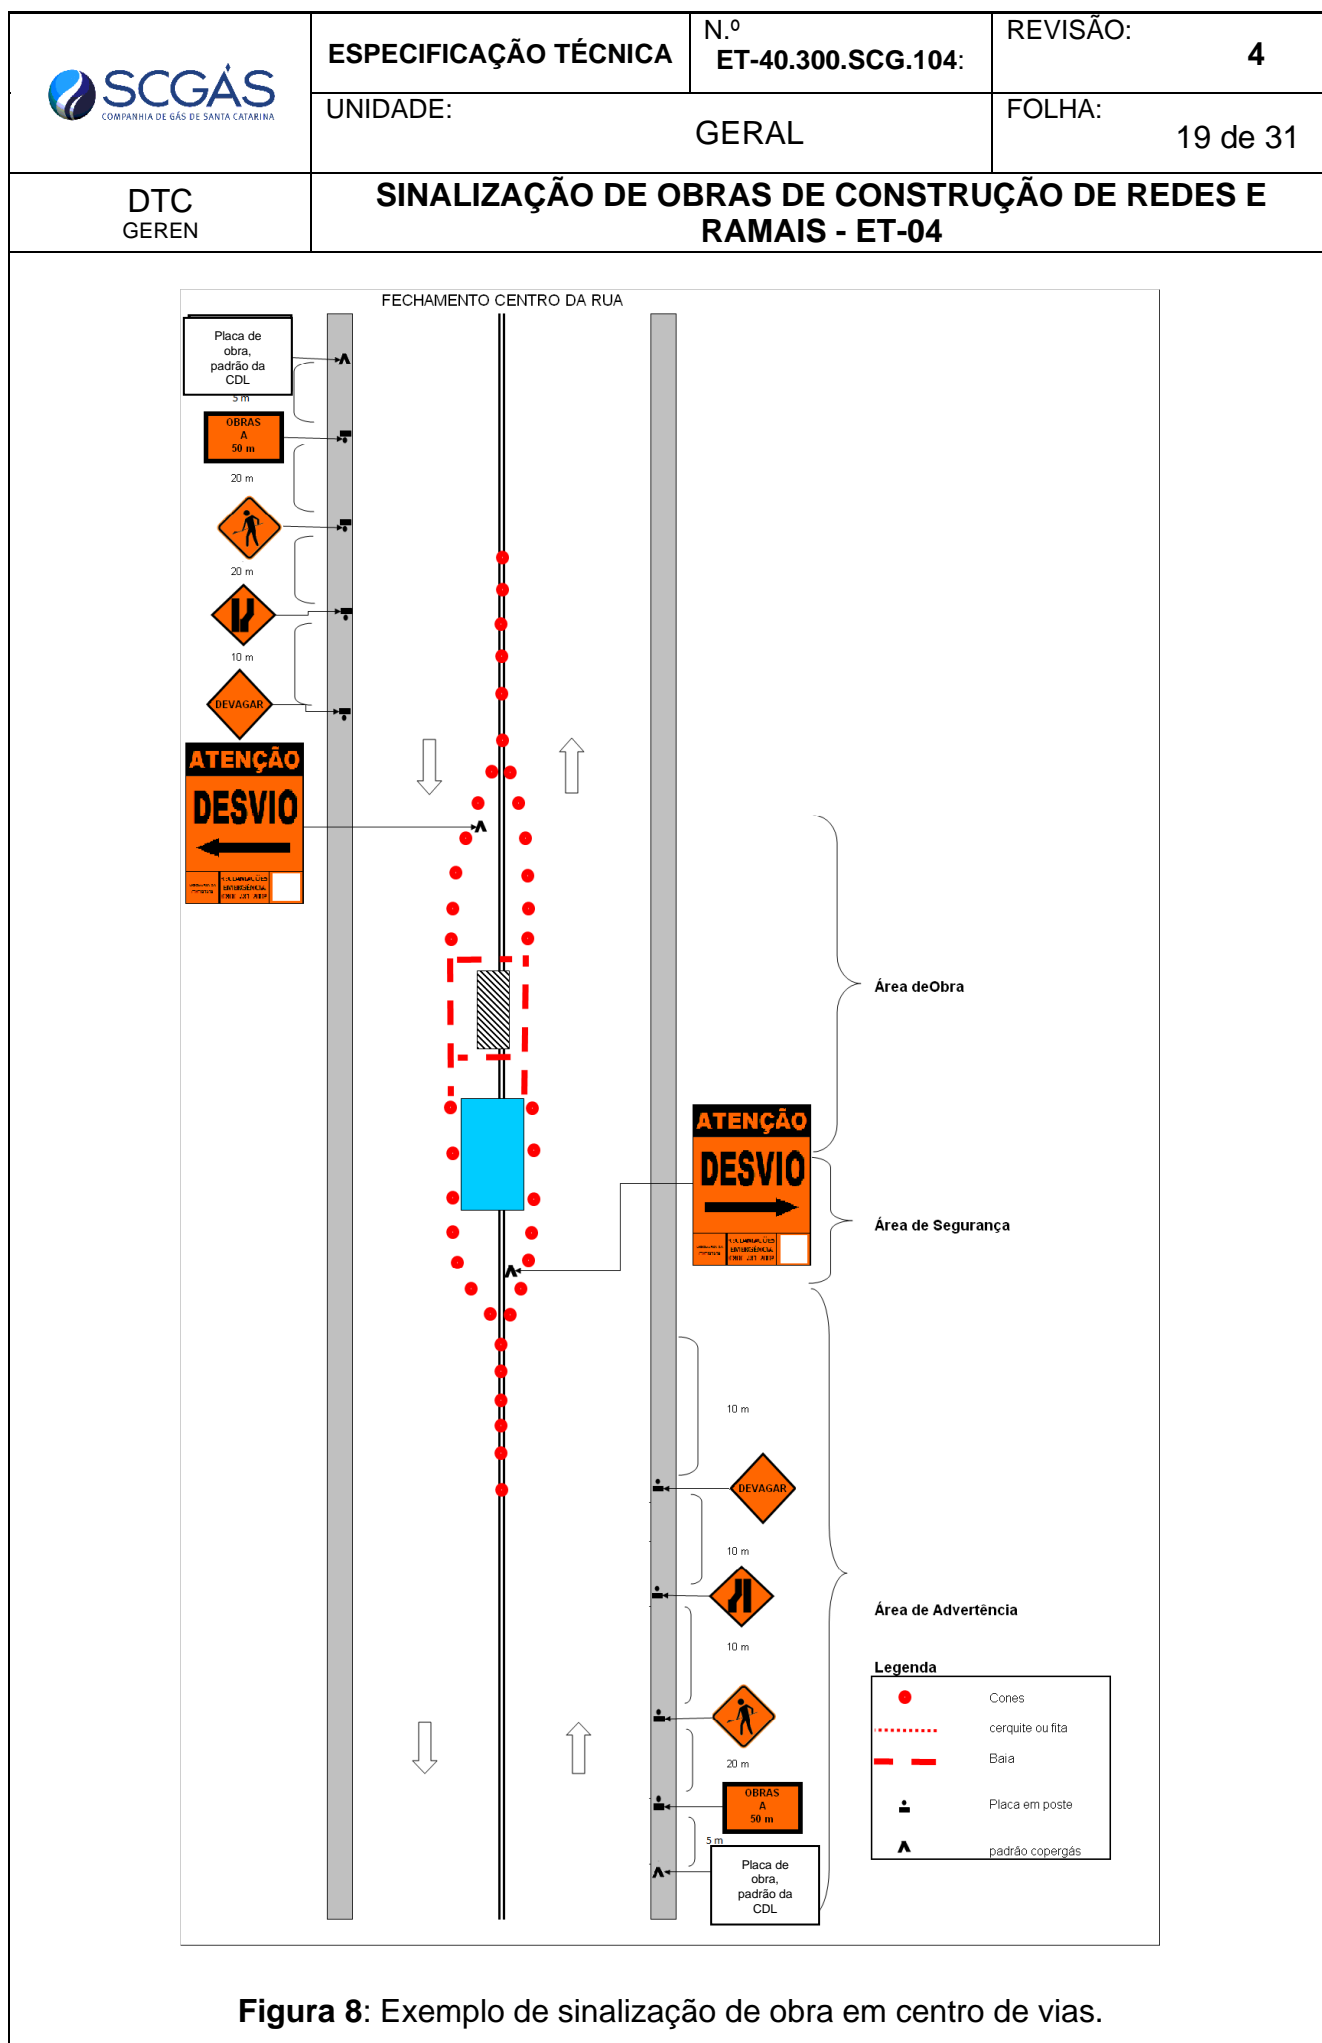 SCGÁS
COMPANHIA DE GÁS DE SANTA CATARINA
ESPECIFICAÇÃO TÉCNICA
N.º
ET-40.300.SCG.104:
REVISÃO:
4
UNIDADE:
GERAL
FOLHA:
19 de 31
DTC
GEREN
SINALIZAÇÃO DE OBRAS DE CONSTRUÇÃO DE REDES E
RAMAIS - ET-04
FECHAMENTO CENTRO DA RUA
Placa de
obra,
padrão da
CDL
5 m
OBRAS
A
50 m
20 m
20 m
10 m
DEVAGAR
ATENÇÃO
DESVIO
EMERGÊNCIA
Área deObra
ATENÇÃO
DESVIO
EMERGÊNCIA
Área de Segurança
10 m
DEVAGAR
10 m
10 m
Área de Advertência
20 m
OBRAS
A
50 m
5 m
Placa de
obra,
padrão da
CDL
Legenda
Cones
cerquite ou fita
Baia
Placa em poste
padrão copergás
Figura 8: Exemplo de sinalização de obra em centro de vias.